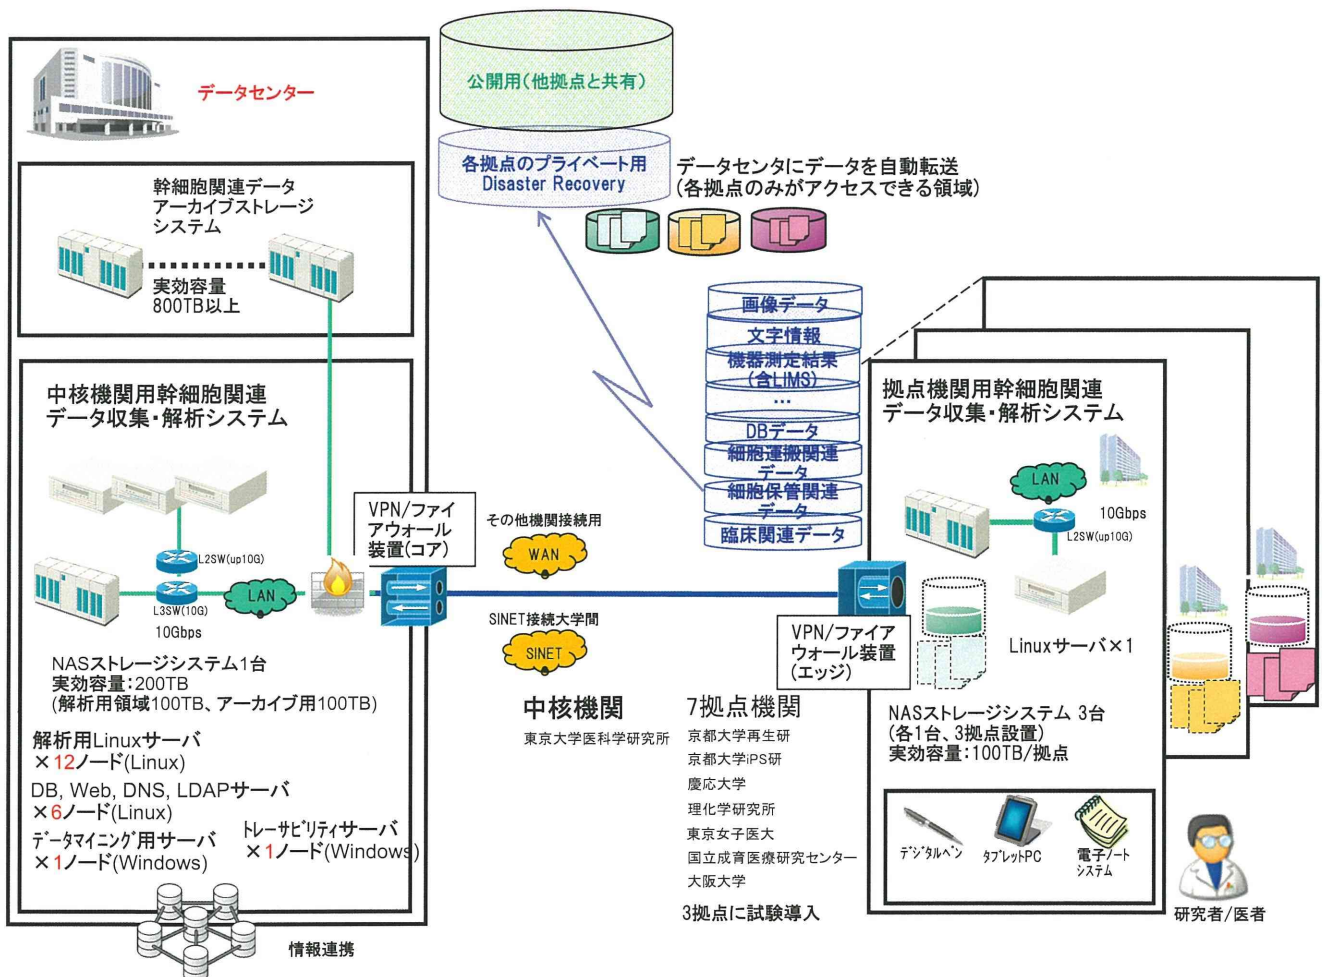 データセンター
幹細胞関連データ
アーカイブストレージ
システム
実効容量
800TB以上
公開用(他拠点と共有)
各拠点のプライベート用
Disaster Recovery
データセンタにデータを自動転送
(各拠点のみがアクセスできる領域)
画像データ
文字情報
機器測定結果
(含LIMS)
…
DBデータ
細胞運搬関連
データ
細胞保管関連
データ
臨床関連データ
中核機関用幹細胞関連
データ収集・解析システム
L2SW(up10G)
L3SW(10G)
10Gbps
LAN
VPN/ファイ
アウォール
装置(コア)
NASストレージシステム1台
実効容量:200TB
(解析用領域100TB、アーカイブ用100TB)
解析用Linuxサーバ
×12ノード(Linux)
DB, Web, DNS, LDAPサーバ
×6ノード(Linux)
データマイニング用サーバ
×1ノード(Windows)
トレーサビリティサーバ
×1ノード(Windows)
情報連携
その他機関接続用
WAN
SINET接続大学間
SINET
中核機関
東京大学医科学研究所
7拠点機関
京都大学再生研
京都大学iPS研
慶応大学
理化学研究所
東京女子医大
国立成育医療研究センター
大阪大学
3拠点に試験導入
拠点機関用幹細胞関連
データ収集・解析システム
LAN
10Gbps
L2SW(up10G)
VPN/ファイア
ウォール装置
(エッジ)
Linuxサーバ×1
NASストレージシステム 3台
(各1台、3拠点設置)
実効容量:100TB/拠点
デジタルペン
タブレットPC
電子ノート
システム
研究者/医者